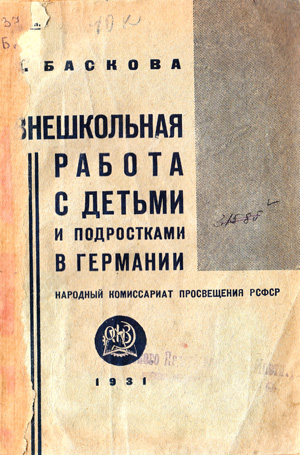 БАСКОВА
ВНЕШКОЛЬНАЯ
РАБОТА
С ДЕТЬМИ
И ПОДРОСТКАМИ
В ГЕРМАНИИ
НАРОДНЫЙ КОМИССАРИАТ ПРОСВЕЩЕНИЯ РСФСР
1931